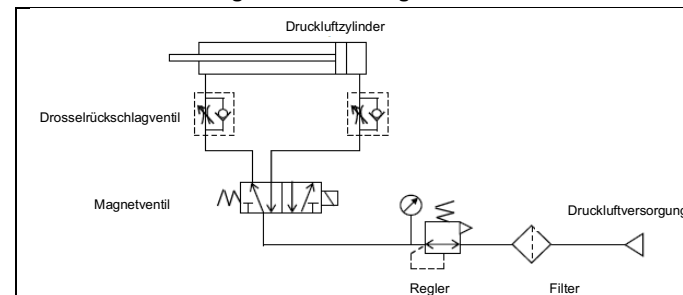 Druckluftzylinder
Drosselrückschlagventil
Magnetventil
Druckluftversorgung
Regler
Filter